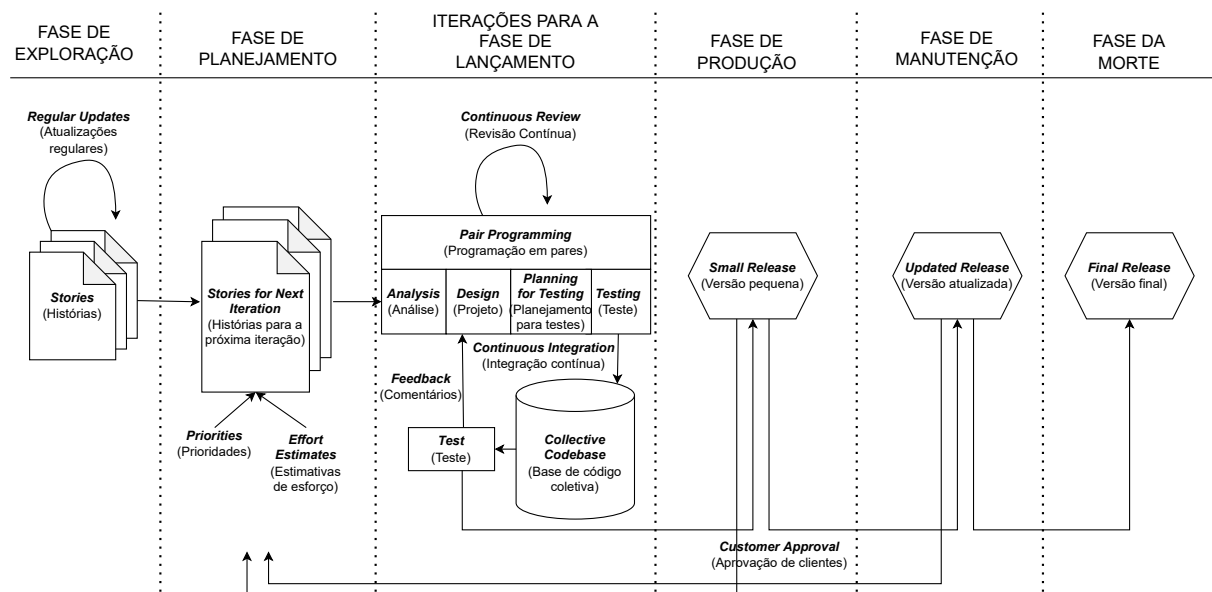 FASE DE
EXPLORAÇÃO
FASE DE
PLANEJAMENTO
ITERAÇÕES PARA A
FASE DE
LANÇAMENTO
FASE DE
PRODUÇÃO
FASE DE
MANUTENÇÃO
FASE DA
MORTE
Regular Updates
(Atualizações
regulares)
Stories
(Histórias)
Stories for Next
Iteration
(Histórias para a
próxima iteração)
Priorities
(Prioridades)
Effort
Estimates
(Estimativas
de esforço)
Continuous Review
(Revisão Contínua)
Pair Programming
(Programação em pares)
Analysis
(Análise)
Design
(Projeto)
Planning
for Testing
(Planejamento
para testes)
Testing
(Teste)
Continuous Integration
(Integração contínua)
Feedback
(Comentários)
Test
(Teste)
Collective
Codebase
(Base de código
coletiva)
Small Release
(Versão pequena)
Updated Release
(Versão atualizada)
Final Release
(Versão final)
Customer Approval
(Aprovação de clientes)